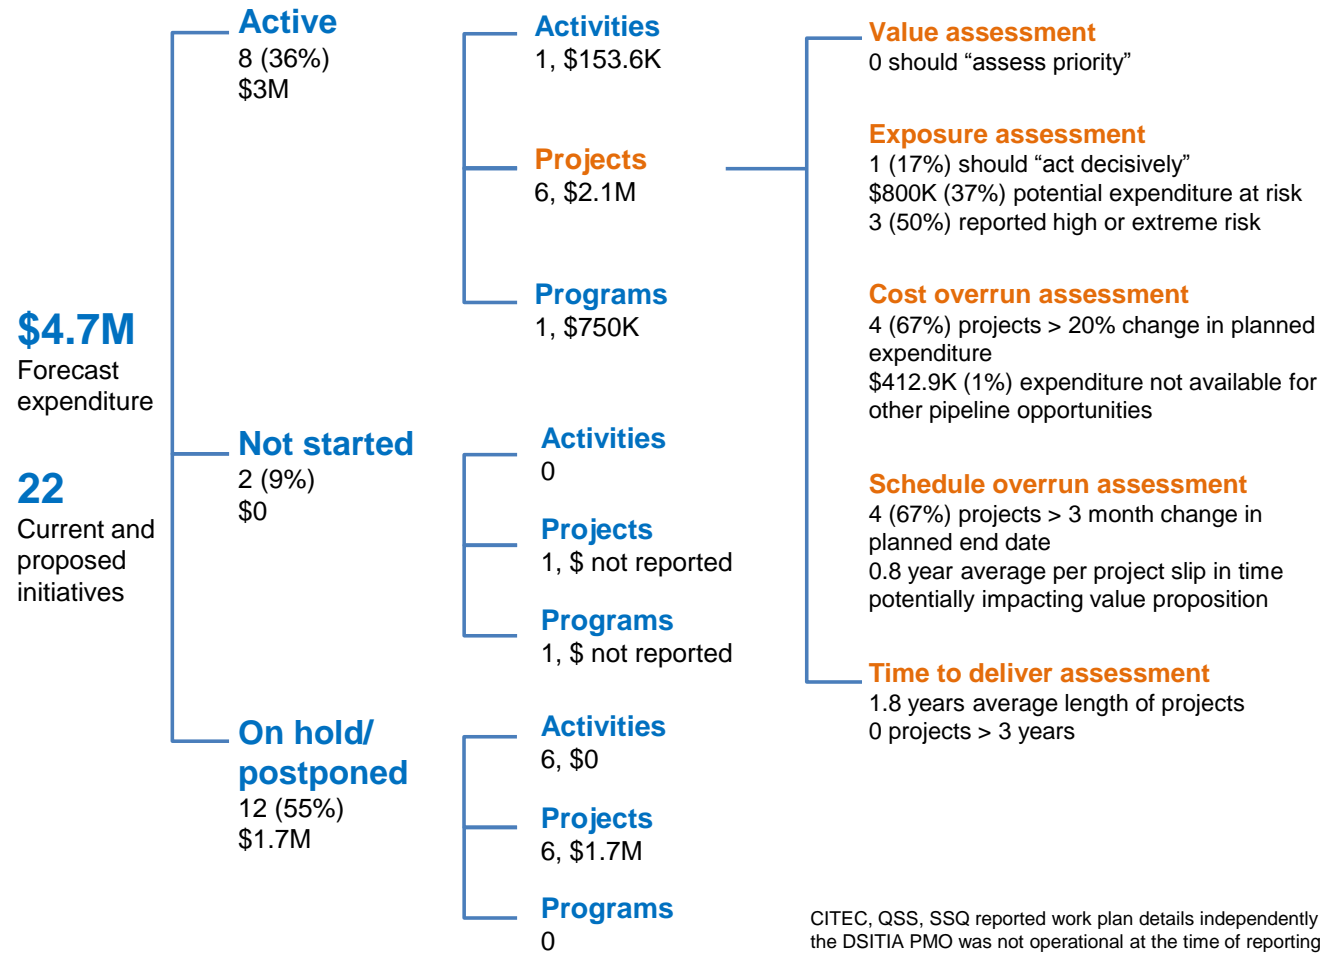 $4.7M
Forecast
expenditure
22
Current and
proposed
initiatives
Active
8 (36%)
$3M
Not started
2 (9%)
$0
On hold/
postponed
12 (55%)
$1.7M
Activities
1, $153.6K
Projects
6, $2.1M
Programs
1, $750K
Activities
0
Projects
1, $ not reported
Programs
1, $ not reported
Activities
6, $0
Projects
6, $1.7M
Programs
0
Value assessment
0 should “assess priority”
Exposure assessment
1 (17%) should “act decisively”
$800K (37%) potential expenditure at risk
3 (50%) reported high or extreme risk
Cost overrun assessment
4 (67%) projects > 20% change in planned
expenditure
$412.9K (1%) expenditure not available for
other pipeline opportunities
Schedule overrun assessment
4 (67%) projects > 3 month change in
planned end date
0.8 year average per project slip in time
potentially impacting value proposition
Time to deliver assessment
1.8 years average length of projects
0 projects > 3 years
CITEC, QSS, SSQ reported work plan details independently
the DSITIA PMO was not operational at the time of reporting